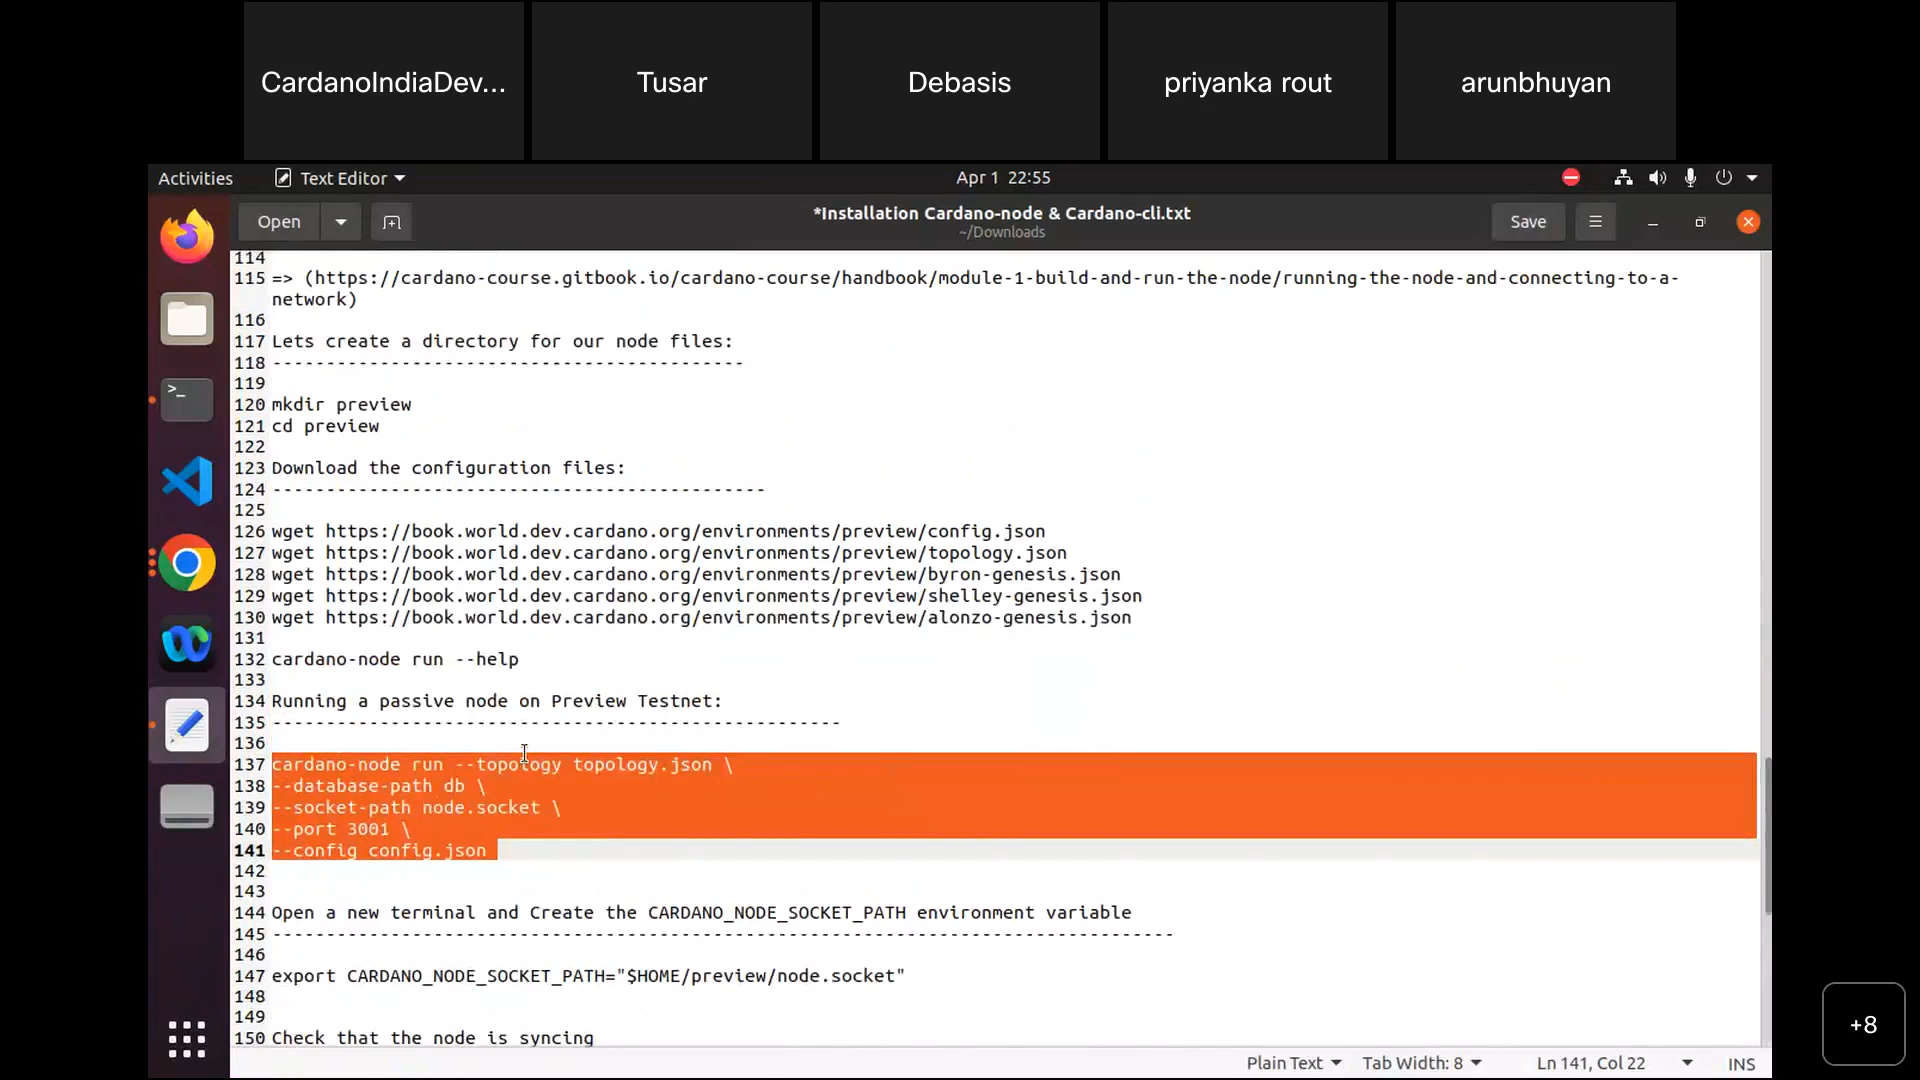 CardanoIndiaDev...
Tusar
Debasis
priyanka rout
arunbhuyan
Activities
Text Editor
Apr 1 22:55
Open
*Installation Cardano-node & Cardano-cli.txt
~/Downloads
Save
114
115 => (https://cardano-course.gitbook.io/cardano-course/handbook/module-1-build-and-run-the-node/running-the-node-and-connecting-to-a-
network)
116
117 Lets create a directory for our node files:
118 --------------------------------------------
119
120 mkdir preview
121 cd preview
122
123 Download the configuration files:
124 ----------------------------------------------
125
126 wget https://book.world.dev.cardano.org/environments/preview/config.json
127 wget https://book.world.dev.cardano.org/environments/preview/topology.json
128 wget https://book.world.dev.cardano.org/environments/preview/byron-genesis.json
129 wget https://book.world.dev.cardano.org/environments/preview/shelley-genesis.json
130 wget https://book.world.dev.cardano.org/environments/preview/alonzo-genesis.json
131
132 cardano-node run --help
133
134 Running a passive node on Preview Testnet:
135 -----------------------------------------------------
136
137 cardano-node run --topology topology.json \
138 --database-path db \
139 --socket-path node.socket \
140 --port 3001 \
141 --config config.json
142
143
144 Open a new terminal and Create the CARDANO_NODE_SOCKET_PATH environment variable
145 ------------------------------------------------------------------------------------
146
147 export CARDANO_NODE_SOCKET_PATH="$HOME/preview/node.socket"
148
149
150 Check that the node is syncing
Plain Text
Tab Width: 8
Ln 141, Col 22
INS
+8